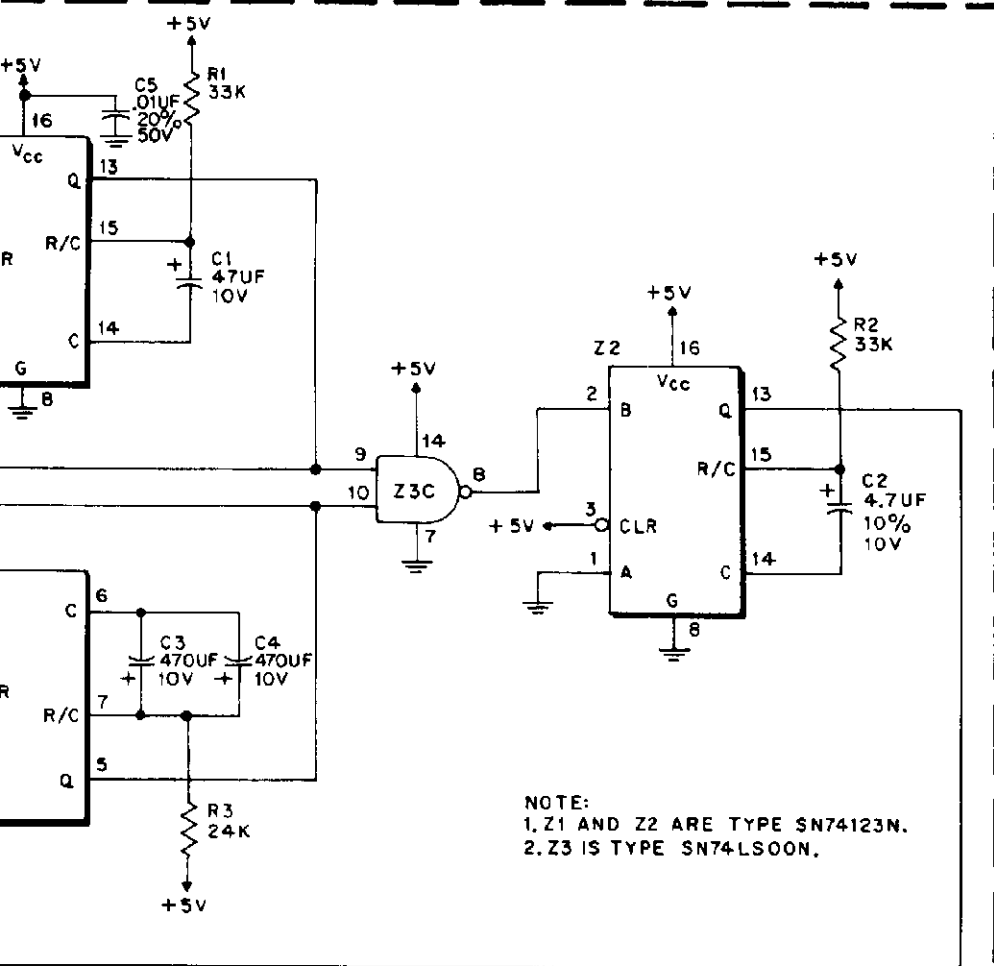 +5V
+5V
R1
33K
C5
.01UF
20%
50V
16
VCC
13
Q
15
R/C
R
C1
+
47UF
10V
14
C
G
8
+5V
14
9
10
Z3C
8
7
+5V
Z2
16
VCC
2
B
13
Q
+5V
R2
33K
15
R/C
C2
+
4.7UF
10%
10V
3
+5V
CLR
1
A
14
C
G
8
6
C
C3
470UF
+
10V
C4
470UF
+
10V
R
7
R/C
5
Q
R3
24K
+5V
NOTE:
1. Z1 AND Z2 ARE TYPE SN74123N.
2. Z3 IS TYPE SN74LS00N.